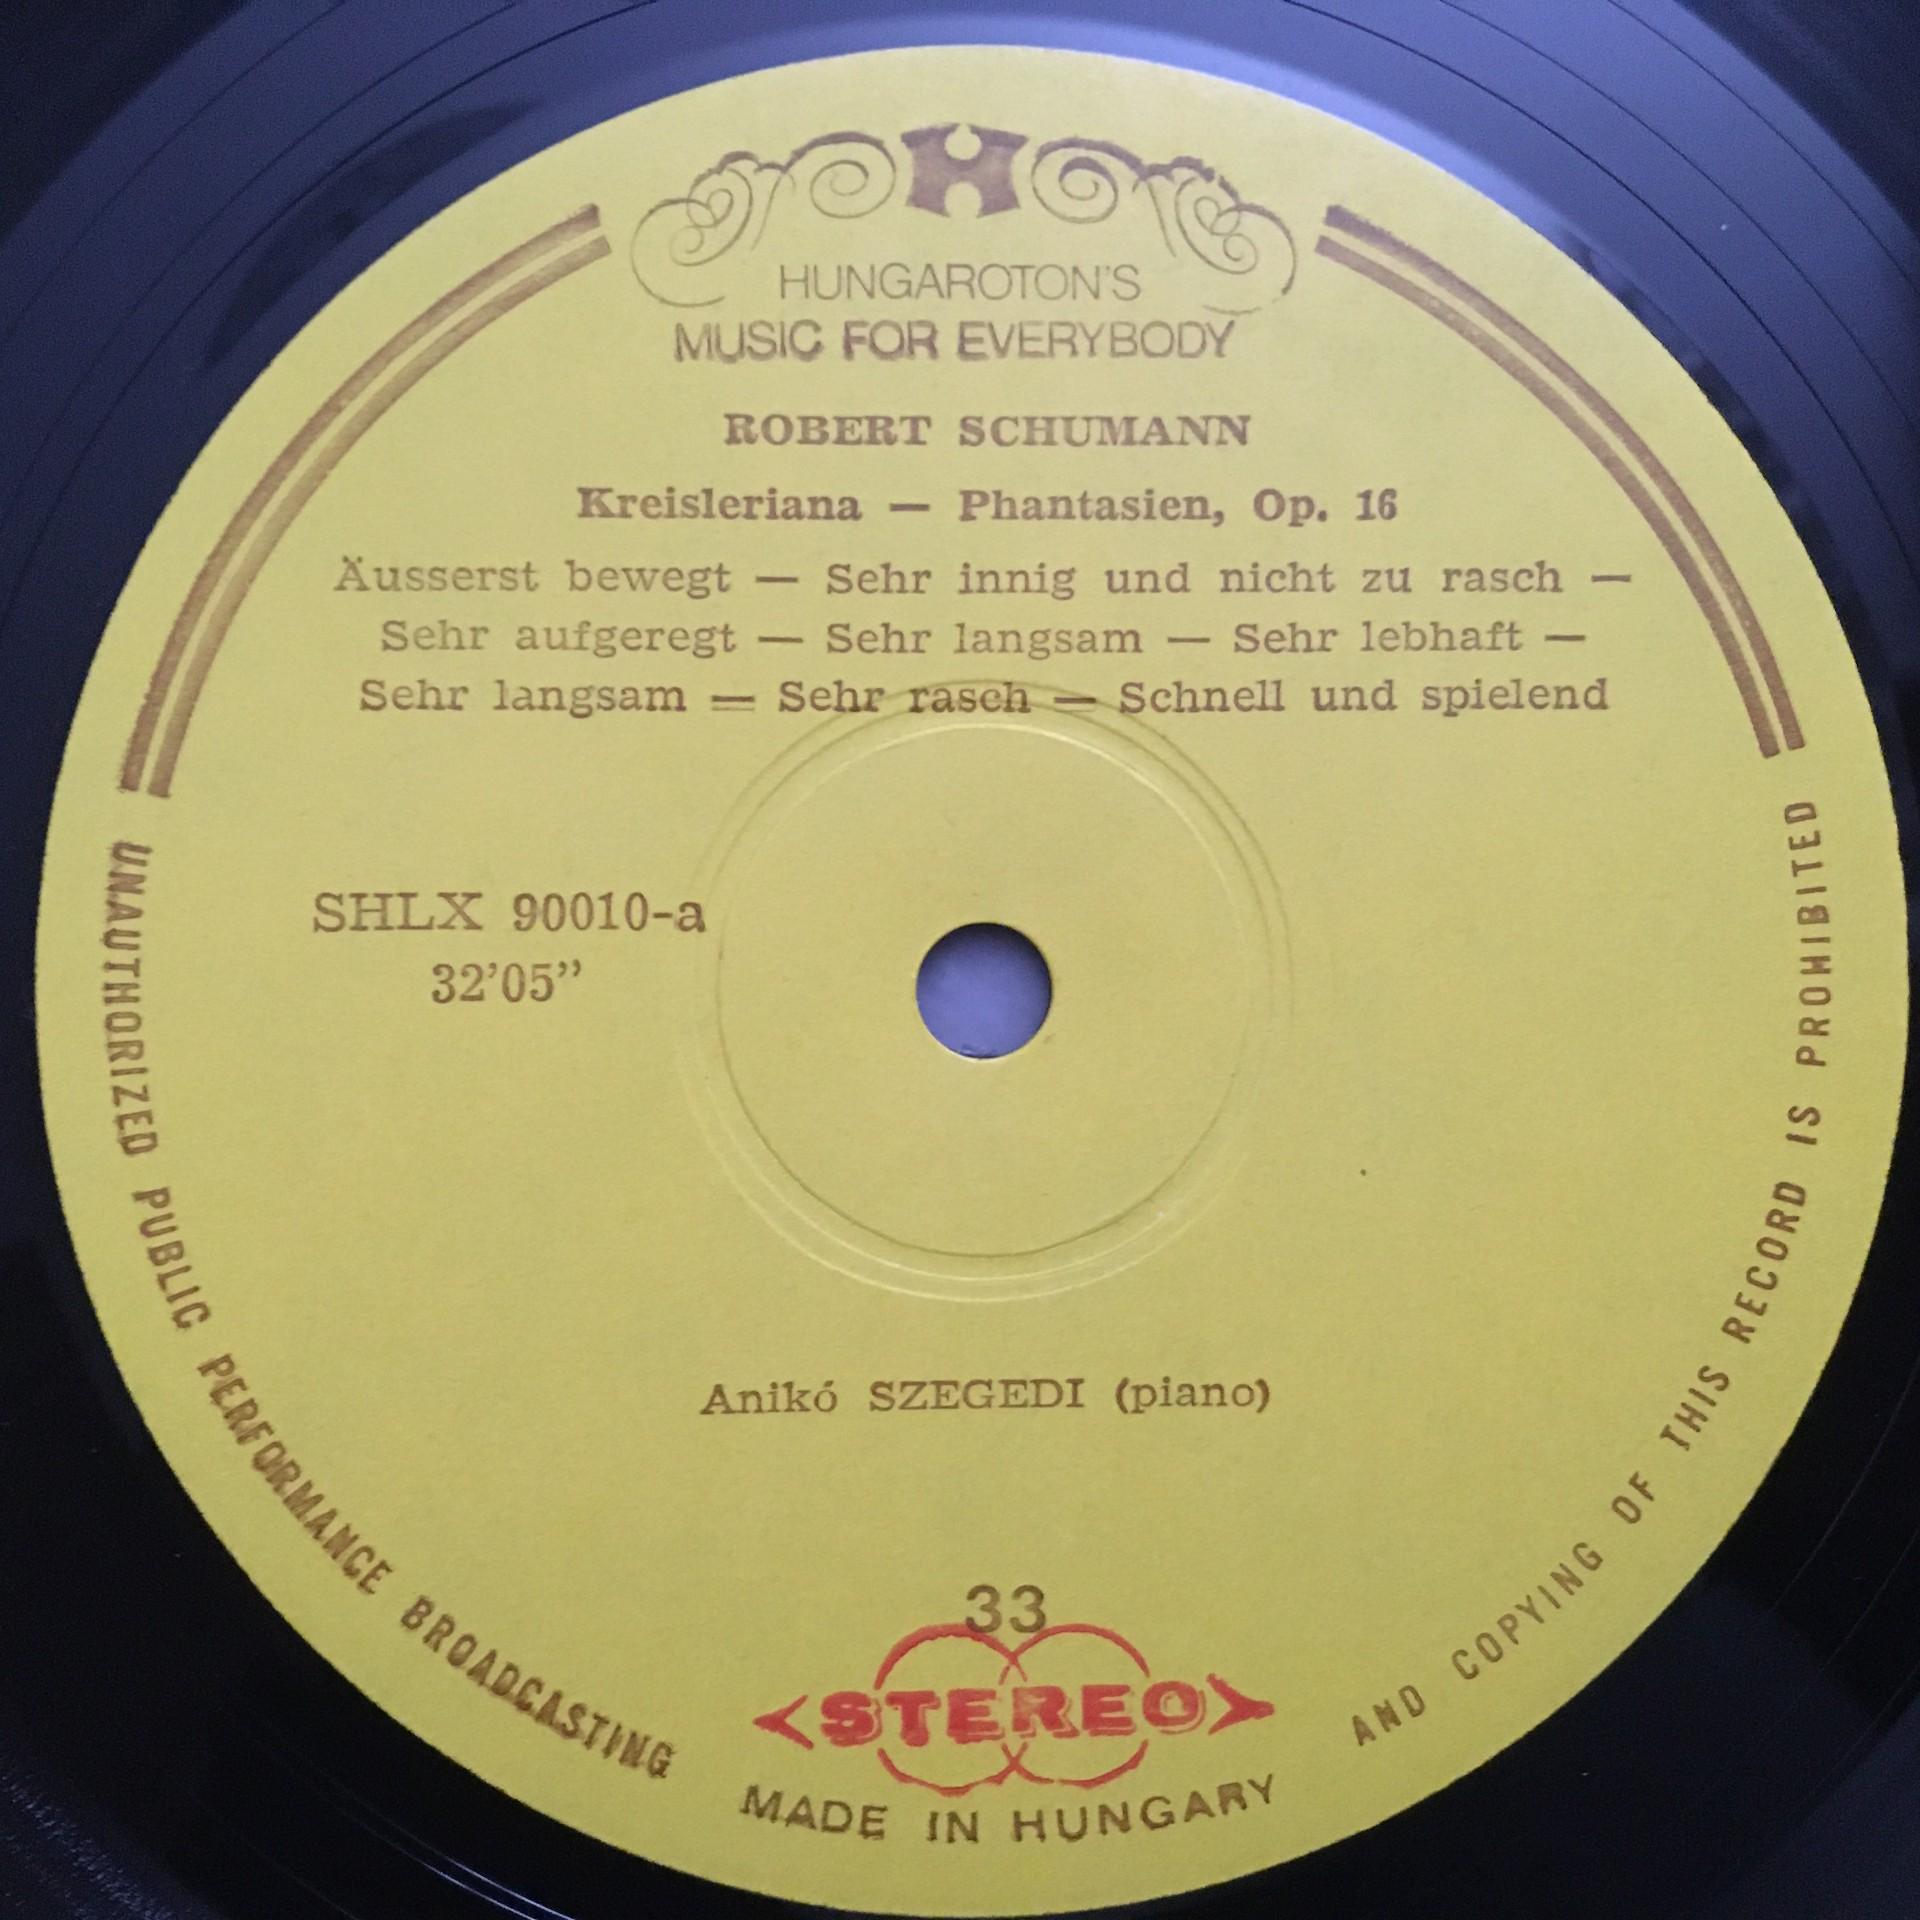 HUNGAROTON'S
MUSIC FOR EVERYBODY
ROBERT SCHUMANN
Kreisleriana — Phantasien, Op. 16
Äusserst bewegt — Sehr innig und nicht zu rasch —
Sehr aufgeregt — Sehr langsam — Sehr lebhaft —
Sehr langsam — Sehr rasch — Schnell und spielend
SHLX 90010-a
32'05”
Anikó SZEGEDI (piano)
33
STEREO
MADE IN HUNGARY
UNAUTHORIZED PUBLIC PERFORMANCE BROADCASTING AND COPYING OF THIS RECORD IS PROHIBITED